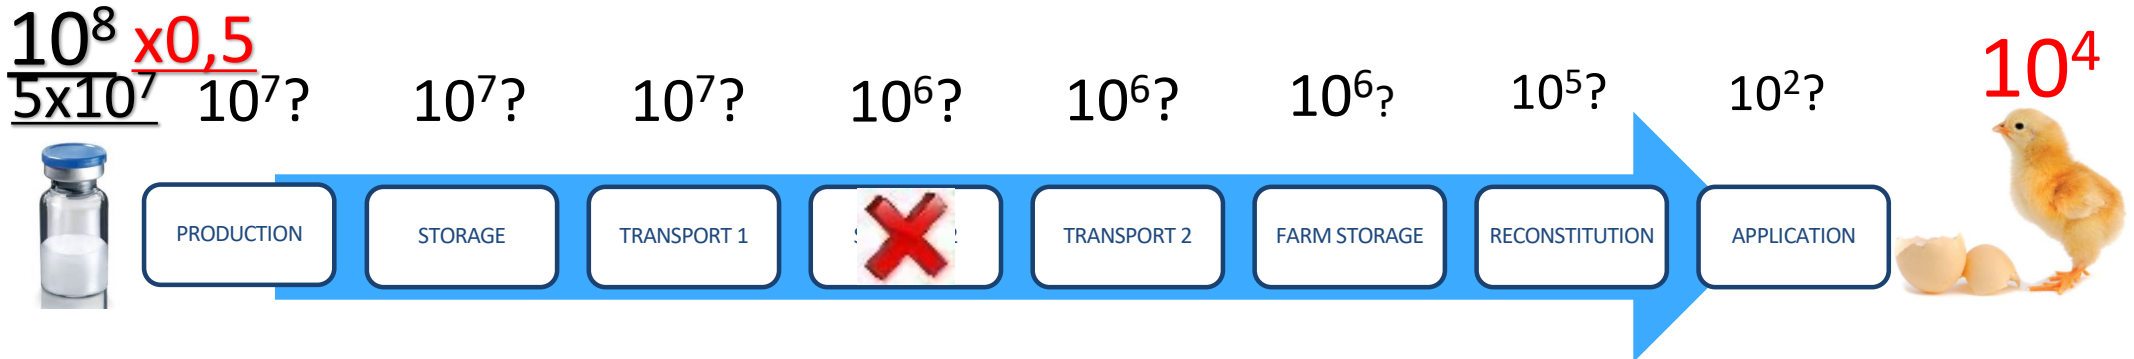 10⁸ x0,5
5x10⁷
10⁷?
10⁷?
10⁷?
10⁶?
10⁶?
10⁶?
10⁵?
10²?
10⁴
PRODUCTION
STORAGE
TRANSPORT 1
TRANSPORT 2
FARM STORAGE
RECONSTITUTION
APPLICATION